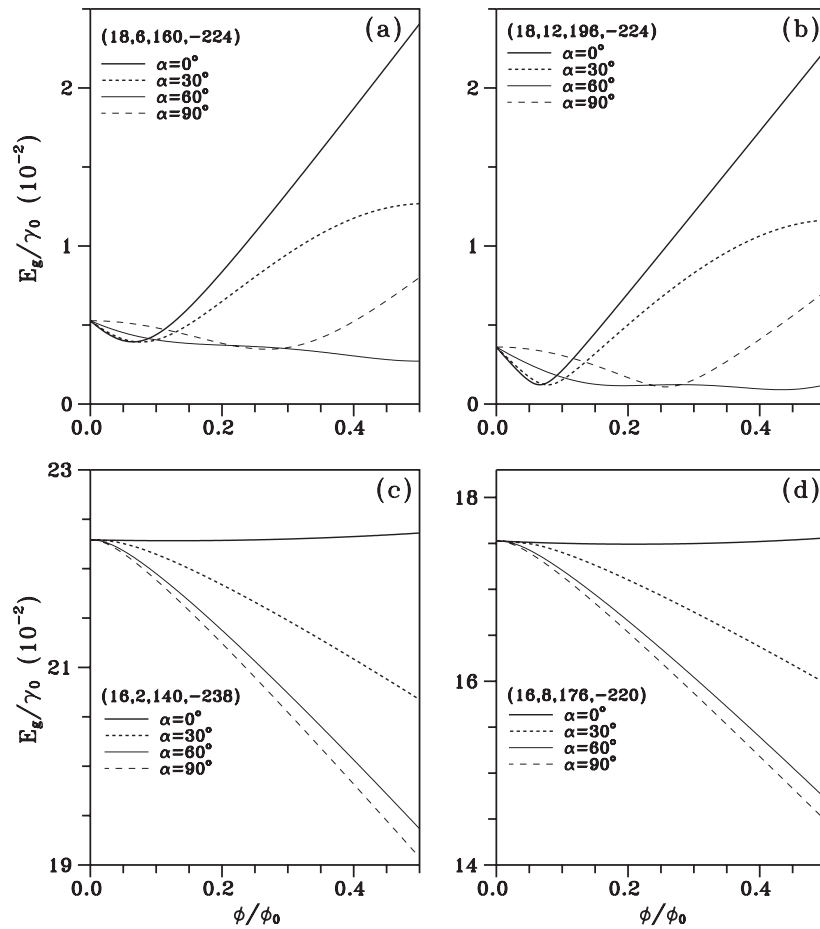 (a)
(18,6,160,−224)
α=0°
α=30°
α=60°
α=90°
2
1
0
E_g/γ_0 (10^-2)
0.0 0.2 0.4
(b)
(18,12,196,−224)
α=0°
α=30°
α=60°
α=90°
2
1
0
0.0 0.2 0.4
(c)
23
21
19
E_g/γ_0 (10^-2)
(16,2,140,−238)
α=0°
α=30°
α=60°
α=90°
0.0 0.2 0.4
ϕ/ϕ_0
(d)
18
16
14
(16,8,176,−220)
α=0°
α=30°
α=60°
α=90°
0.0 0.2 0.4
ϕ/ϕ_0